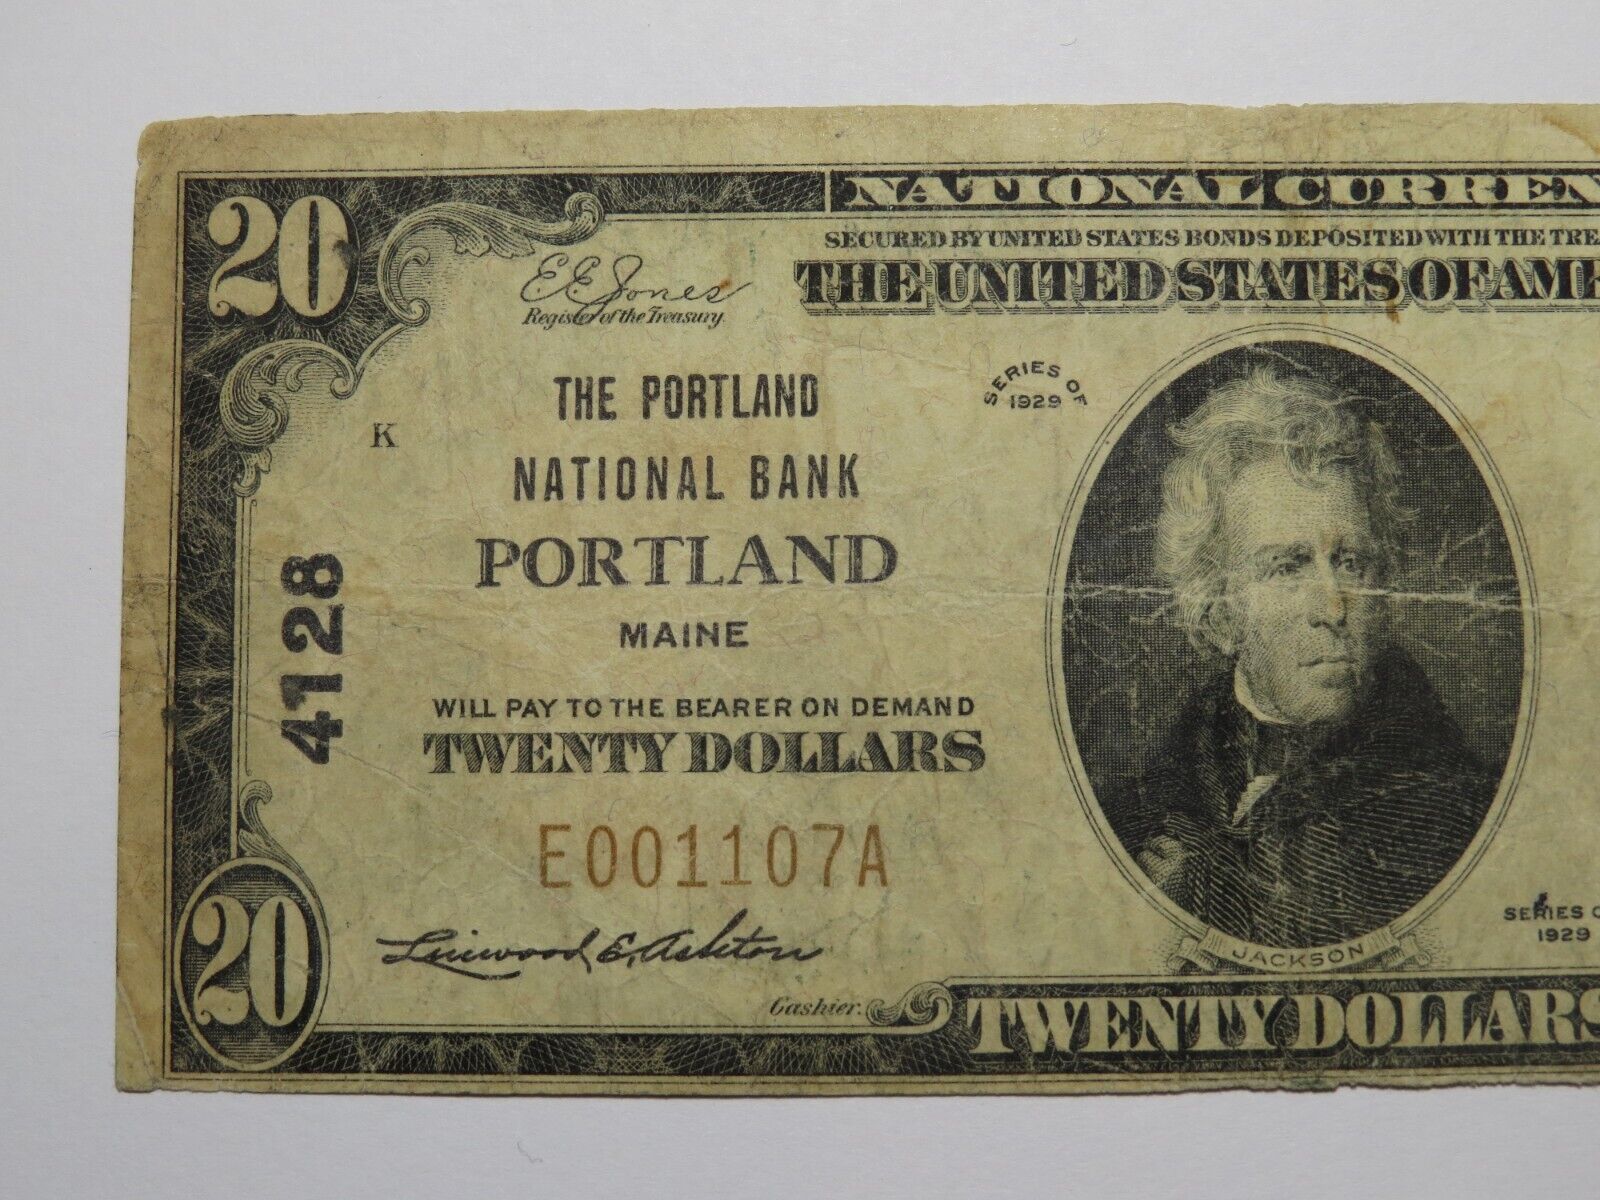 20
NATIONAL CURREN
SECURED BY UNITED STATES BONDS DEPOSITED WITH THE TRE
THE UNITED STATES OF AME
E.E. Jones
Register of the Treasury.
SERIES OF
1929
THE PORTLAND
K
NATIONAL BANK
PORTLAND
MAINE
4128
WILL PAY TO THE BEARER ON DEMAND
TWENTY DOLLARS
E001107A
SERIES O
1929
20
Linwood E. Ashton
JACKSON
Cashier.
TWENTY DOLLARS